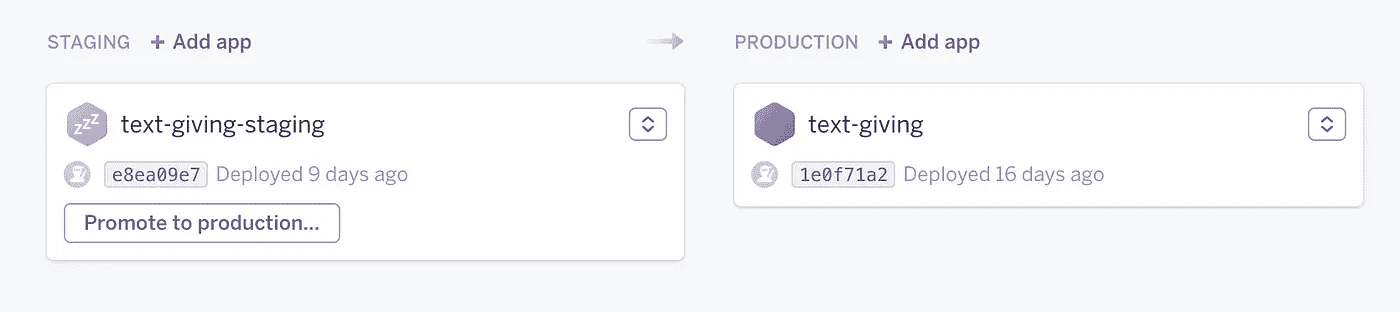 STAGING + Add app
text-giving-staging
e8ea09e7 Deployed 9 days ago
Promote to production...
PRODUCTION + Add app
text-giving
1e0f71a2 Deployed 16 days ago